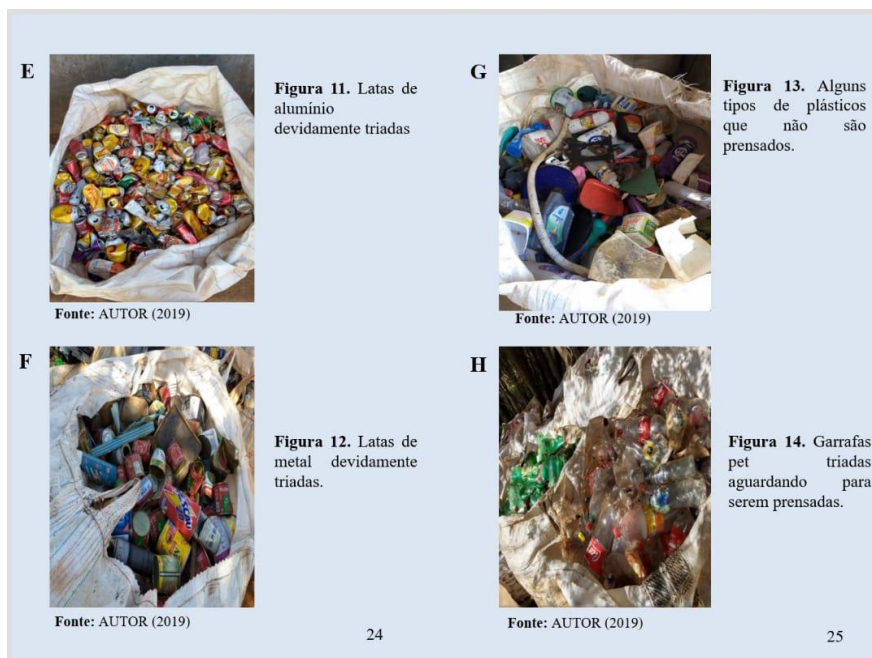 E
Figura 11. Latas de
alumínio
devidamente triadas
Fonte: AUTOR (2019)
F
Figura 12. Latas de
metal devidamente
triadas.
Fonte: AUTOR (2019)
24
G
Figura 13. Alguns
tipos de plásticos
que não são
prensados.
Fonte: AUTOR (2019)
H
Figura 14. Garrafas
pet triadas
aguardando para
serem prensadas.
Fonte: AUTOR (2019)
25